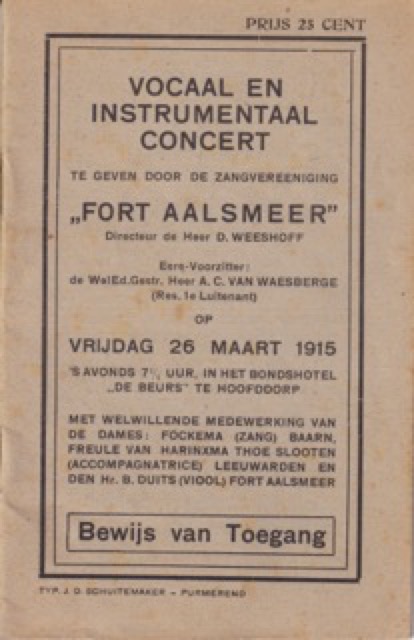 PRIJS 25 CENT
VOCAAL EN
INSTRUMENTAAL
CONCERT
TE GEVEN DOOR DE ZANGVEREENIGING
„FORT AALSMEER”
Directeur de Heer D. WEESHOFF
Eere-Voorzitter:
de WelEd.Gestr. Heer A. C. VAN WAESBERGE
(Res. 1e Luitenant)
OP
VRIJDAG 26 MAART 1915
'S AVONDS UUR, IN HET BONDSHOTEL
„DE BEURS” TE HOOFDDORP
MET WELWILLENDE MEDEWERKING VAN
DE DAMES: FOCKEMA (ZANG) BAARN,
FREULE VAN HARINXMA THOE SLOOTEN
(ACCOMPAGNATRICE) LEEUWARDEN EN
DEN Hr. B. DUITS (VIOOL) FORT AALSMEER
Bewijs van Toegang
TYP. J. D. SCHUITEMAKER – PURMEREND